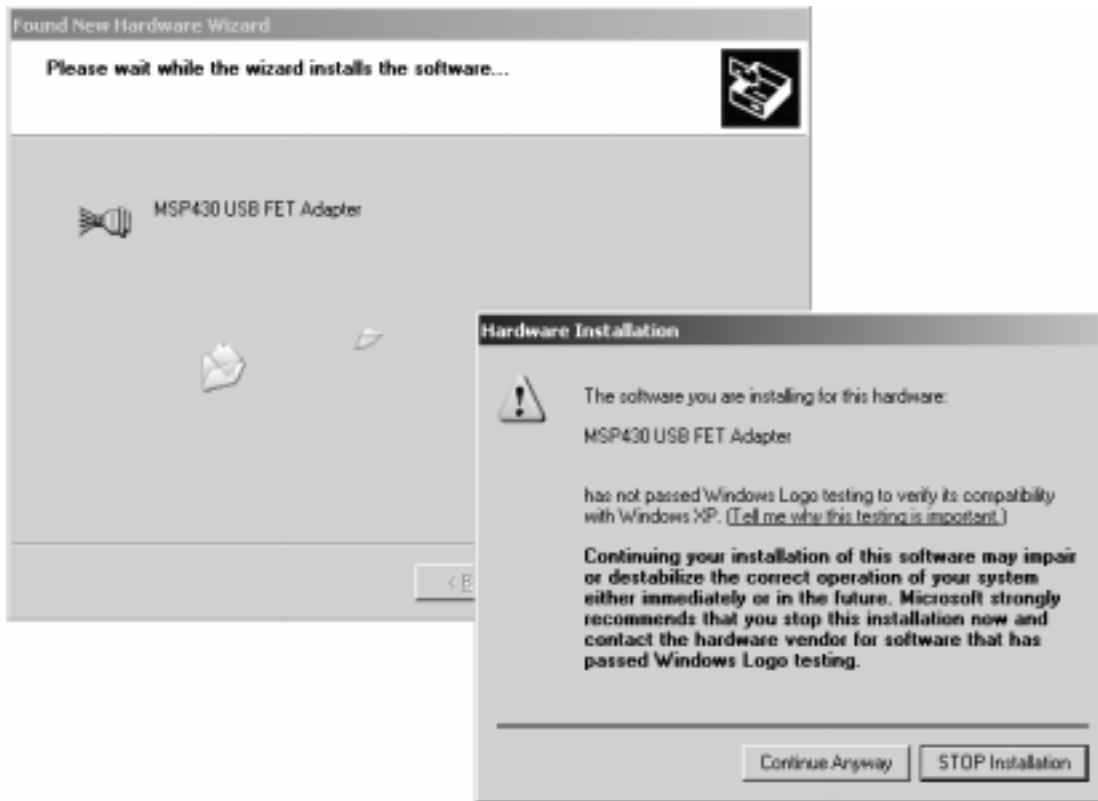 Found New Hardware Wizard
Please wait while the wizard installs the software...
MSP430 USB FET Adapter
Hardware Installation
The software you are installing for this hardware:
MSP430 USB FET Adapter
has not passed Windows Logo testing to verify its compatibility
with Windows XP. (Tell me why this testing is important.)
Continuing your installation of this software may impair
or destabilize the correct operation of your system
either immediately or in the future. Microsoft strongly
recommends that you stop this installation now and
contact the hardware vendor for software that has
passed Windows Logo testing.
< B
Continue Anyway
STOP Installation